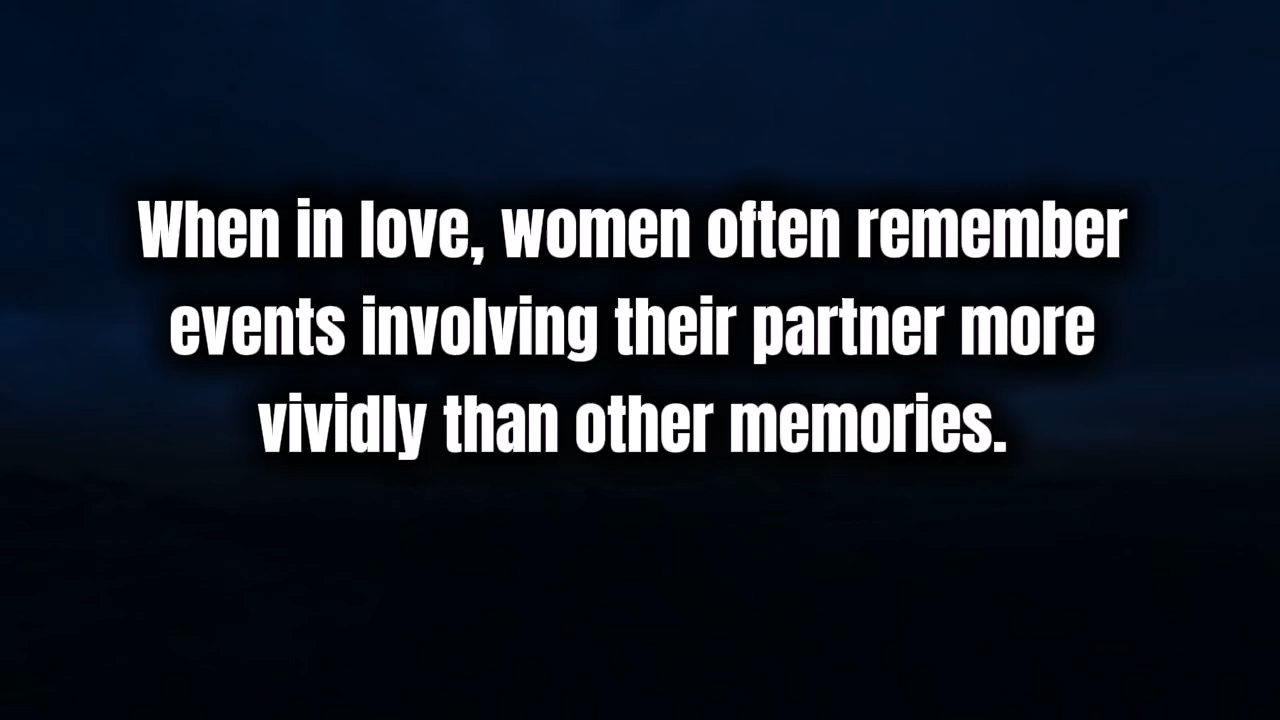 When in love, women often remember
events involving their partner more
vividly than other memories.